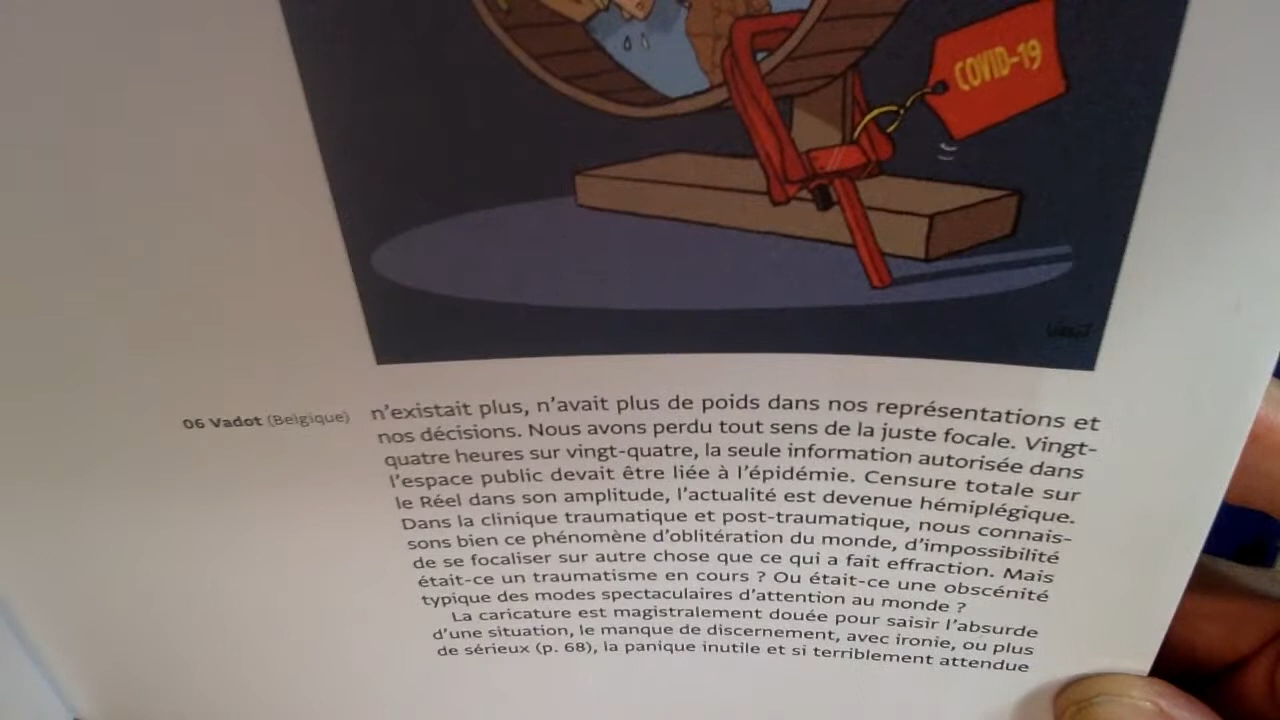 COVID-19
Vadot
06 Vadot (Belgique)
n'existait plus, n'avait plus de poids dans nos représentations et
nos décisions. Nous avons perdu tout sens de la juste focale. Vingt-
quatre heures sur vingt-quatre, la seule information autorisée dans
l'espace public devait être liée à l'épidémie. Censure totale sur
le Réel dans son amplitude, l'actualité est devenue hémiplégique.
Dans la clinique traumatique et post-traumatique, nous connais-
sons bien ce phénomène d'oblitération du monde, d'impossibilité
de se focaliser sur autre chose que ce qui a fait effraction. Mais
était-ce un traumatisme en cours ? Ou était-ce une obscénité
typique des modes spectaculaires d'attention au monde ?
La caricature est magistralement douée pour saisir l'absurde
d'une situation, le manque de discernement, avec ironie, ou plus
de sérieux (p. 68), la panique inutile et si terriblement attendue